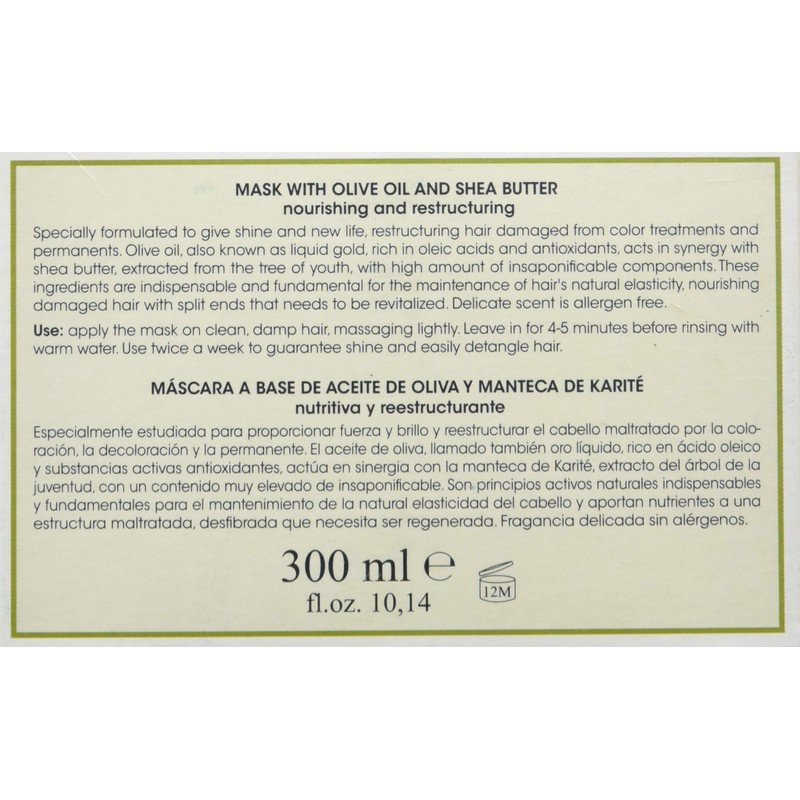 MASK WITH OLIVE OIL AND SHEA BUTTER
nourishing and restructuring
Specially formulated to give shine and new life, restructuring hair damaged from color treatments and
permanents. Olive oil, also known as liquid gold, rich in oleic acids and antioxidants, acts in synergy with
shea butter, extracted from the tree of youth, with high amount of insaponificable components. These
ingredients are indispensable and fundamental for the maintenance of hair's natural elasticity, nourishing
damaged hair with split ends that needs to be revitalized. Delicate scent is allergen free.
Use: apply the mask on clean, damp hair, massaging lightly. Leave in for 4-5 minutes before rinsing with
warm water. Use twice a week to guarantee shine and easily detangle hair.
MÁSCARA A BASE DE ACEITE DE OLIVA Y MANTECA DE KARITÉ
nutritiva y reestructurante
Especialmente estudiada para proporcionar fuerza y brillo y reestructurar el cabello maltratado por la colo-
ración, la decoloración y la permanente. El aceite de oliva, llamado también oro líquido, rico en ácido oleico
y substancias activas antioxidantes, actúa en sinergia con la manteca de Karité, extracto del árbol de la
juventud, con un contenido muy elevado de insaponificable. Son principios activos naturales indispensables
y fundamentales para el mantenimiento de la natural elasticidad del cabello y aportan nutrientes a una
estructura maltratada, desfibrada que necesita ser regenerada. Fragancia delicada sin alérgenos.
300 ml ℮
fl.oz. 10,14
12M